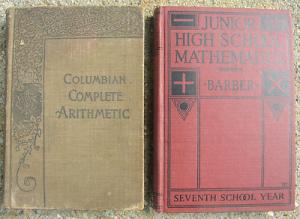 COLUMBIAN
COMPLETE
ARITHMETIC
JUNIOR
HIGH SCHOOL
MATHEMATICS
BARBER
SEVENTH SCHOOL YEAR